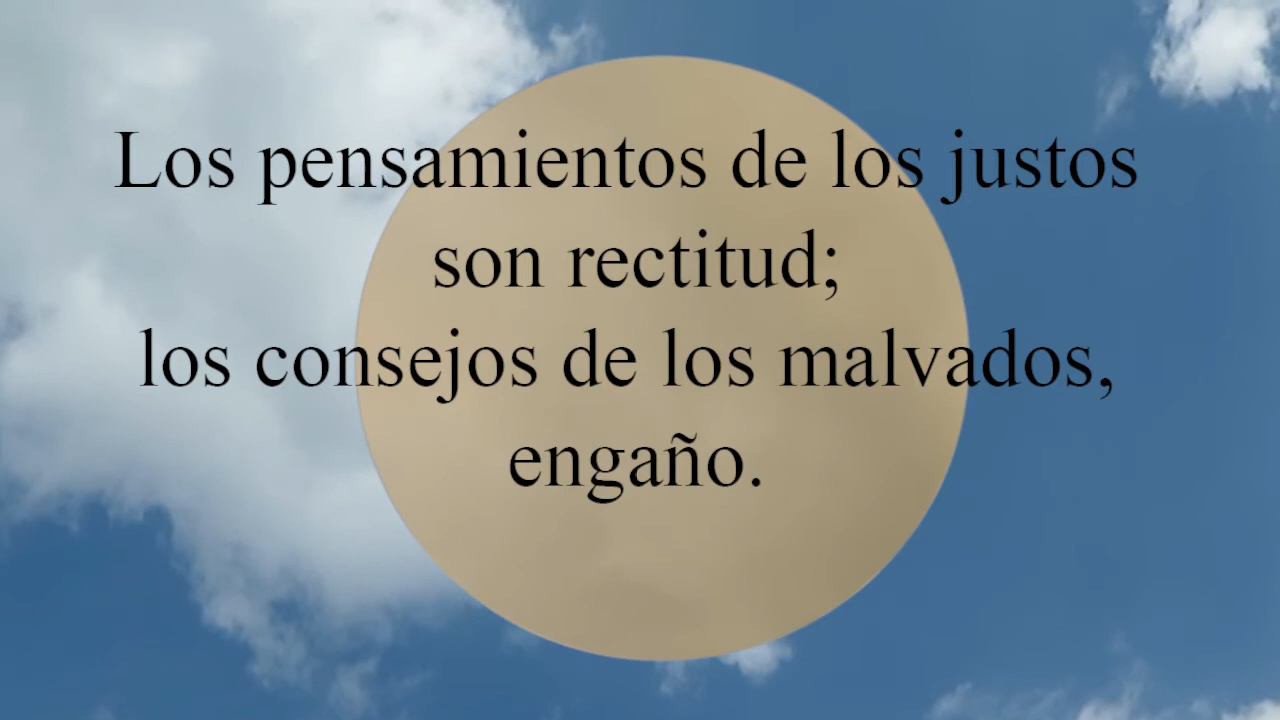 Los pensamientos de los justos
son rectitud;
los consejos de los malvados,
engaño.